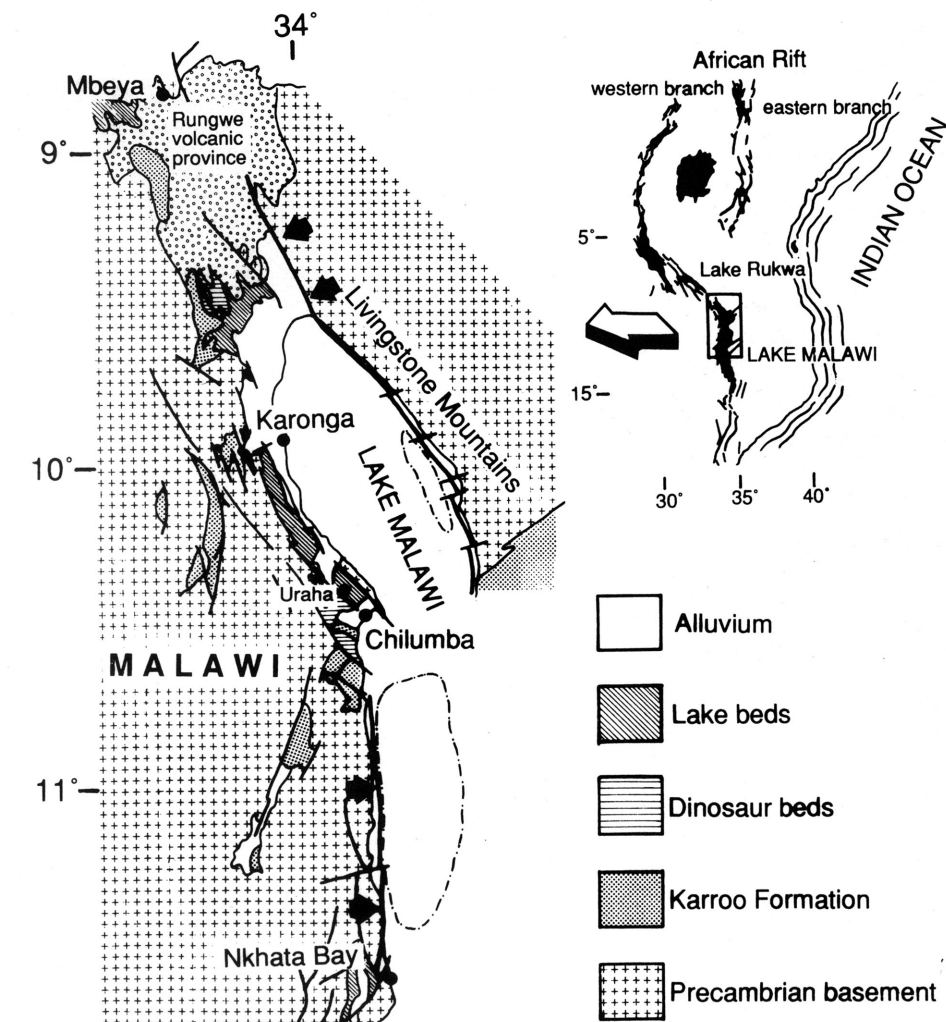 34°
Mbeya
Rungwe
volcanic
province
9°
Livingstone Mountains
Karonga
10°
LAKE MALAWI
Uraha
Chilumba
MALAWI
11°
Nkhata Bay
African Rift
western branch
eastern branch
INDIAN OCEAN
5°
Lake Rukwa
LAKE MALAWI
15°
30°
35°
40°
Alluvium
Lake beds
Dinosaur beds
Karroo Formation
Precambrian basement